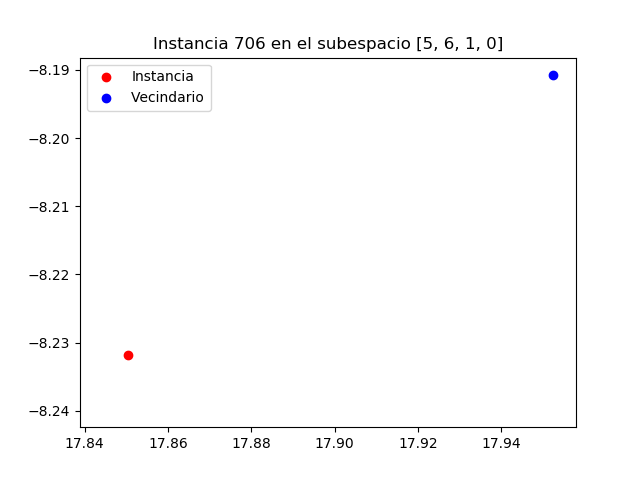 Instancia 706 en el subespacio [5, 6, 1, 0]
Instancia
Vecindario
−8.19
−8.20
−8.21
−8.22
−8.23
−8.24
17.84 17.86 17.88 17.90 17.92 17.94